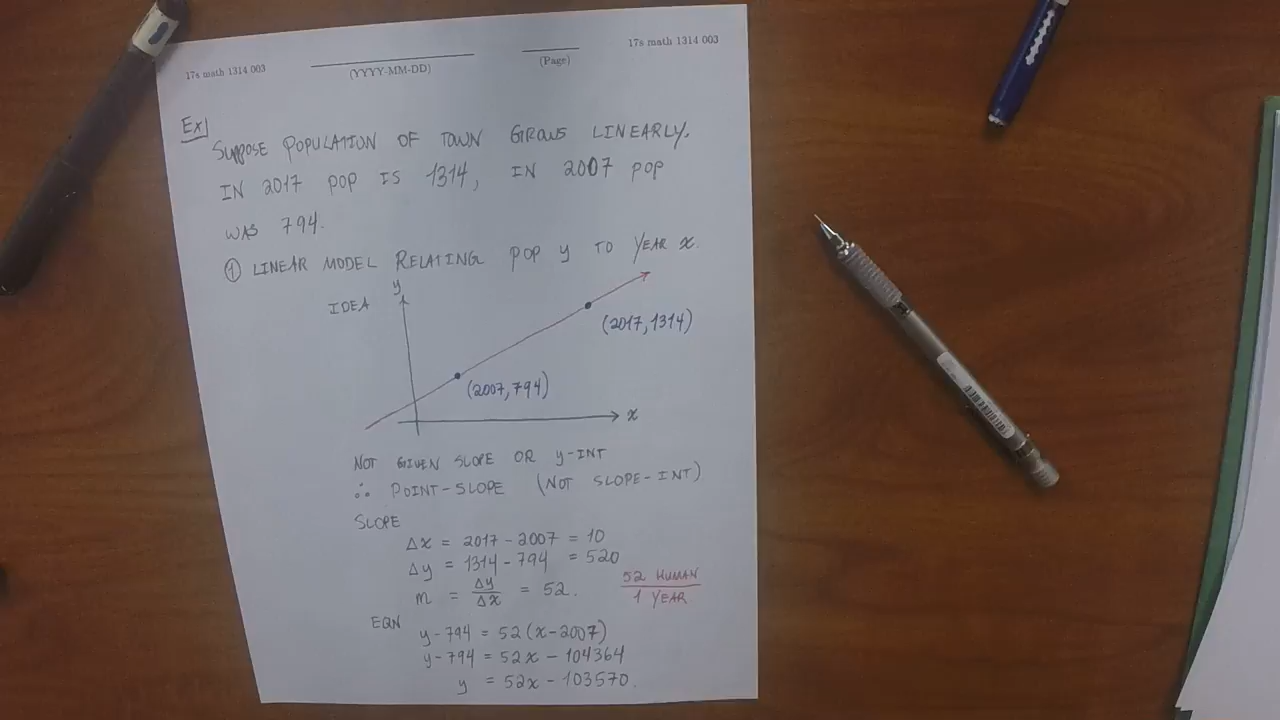 17s math 1314 003
(YYYY-MM-DD)
(Page)
17s math 1314 003
Ex
SUPPOSE POPULATION OF TOWN GROWS LINEARLY.
IN 2017 POP IS 1314, IN 2007 POP
WAS 794.
① LINEAR MODEL RELATING POP y TO YEAR x.
IDEA
y
(2017, 1314)
(2007, 794)
x
NOT GIVEN SLOPE OR y-INT
∴ POINT-SLOPE (NOT SLOPE-INT)
SLOPE
Δx = 2017 - 2007 = 10
Δy = 1314 - 794 = 520
m = Δy/Δx = 52.
52 HUMAN
1 YEAR
EQN
y - 794 = 52(x - 2007)
y - 794 = 52x - 104364
y = 52x - 103570.